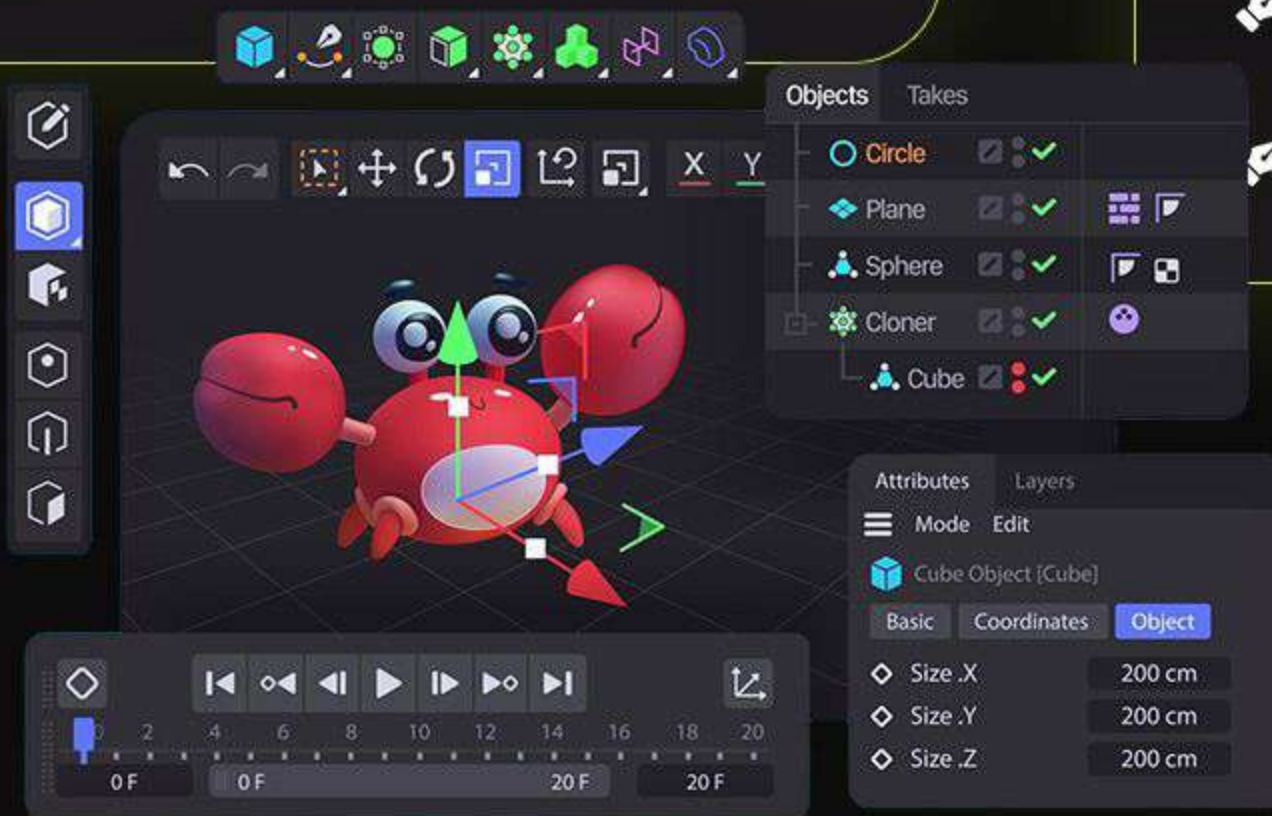 Objects Takes
X Y
Circle
Plane
Sphere
Cloner
Cube
Attributes Layers
Mode Edit
Cube Object [Cube]
Basic Coordinates Object
Size .X 200 cm
Size .Y 200 cm
Size .Z 200 cm
0 2 4 6 8 10 12 14 16 18 20
0 F 0 F 20 F 20 F